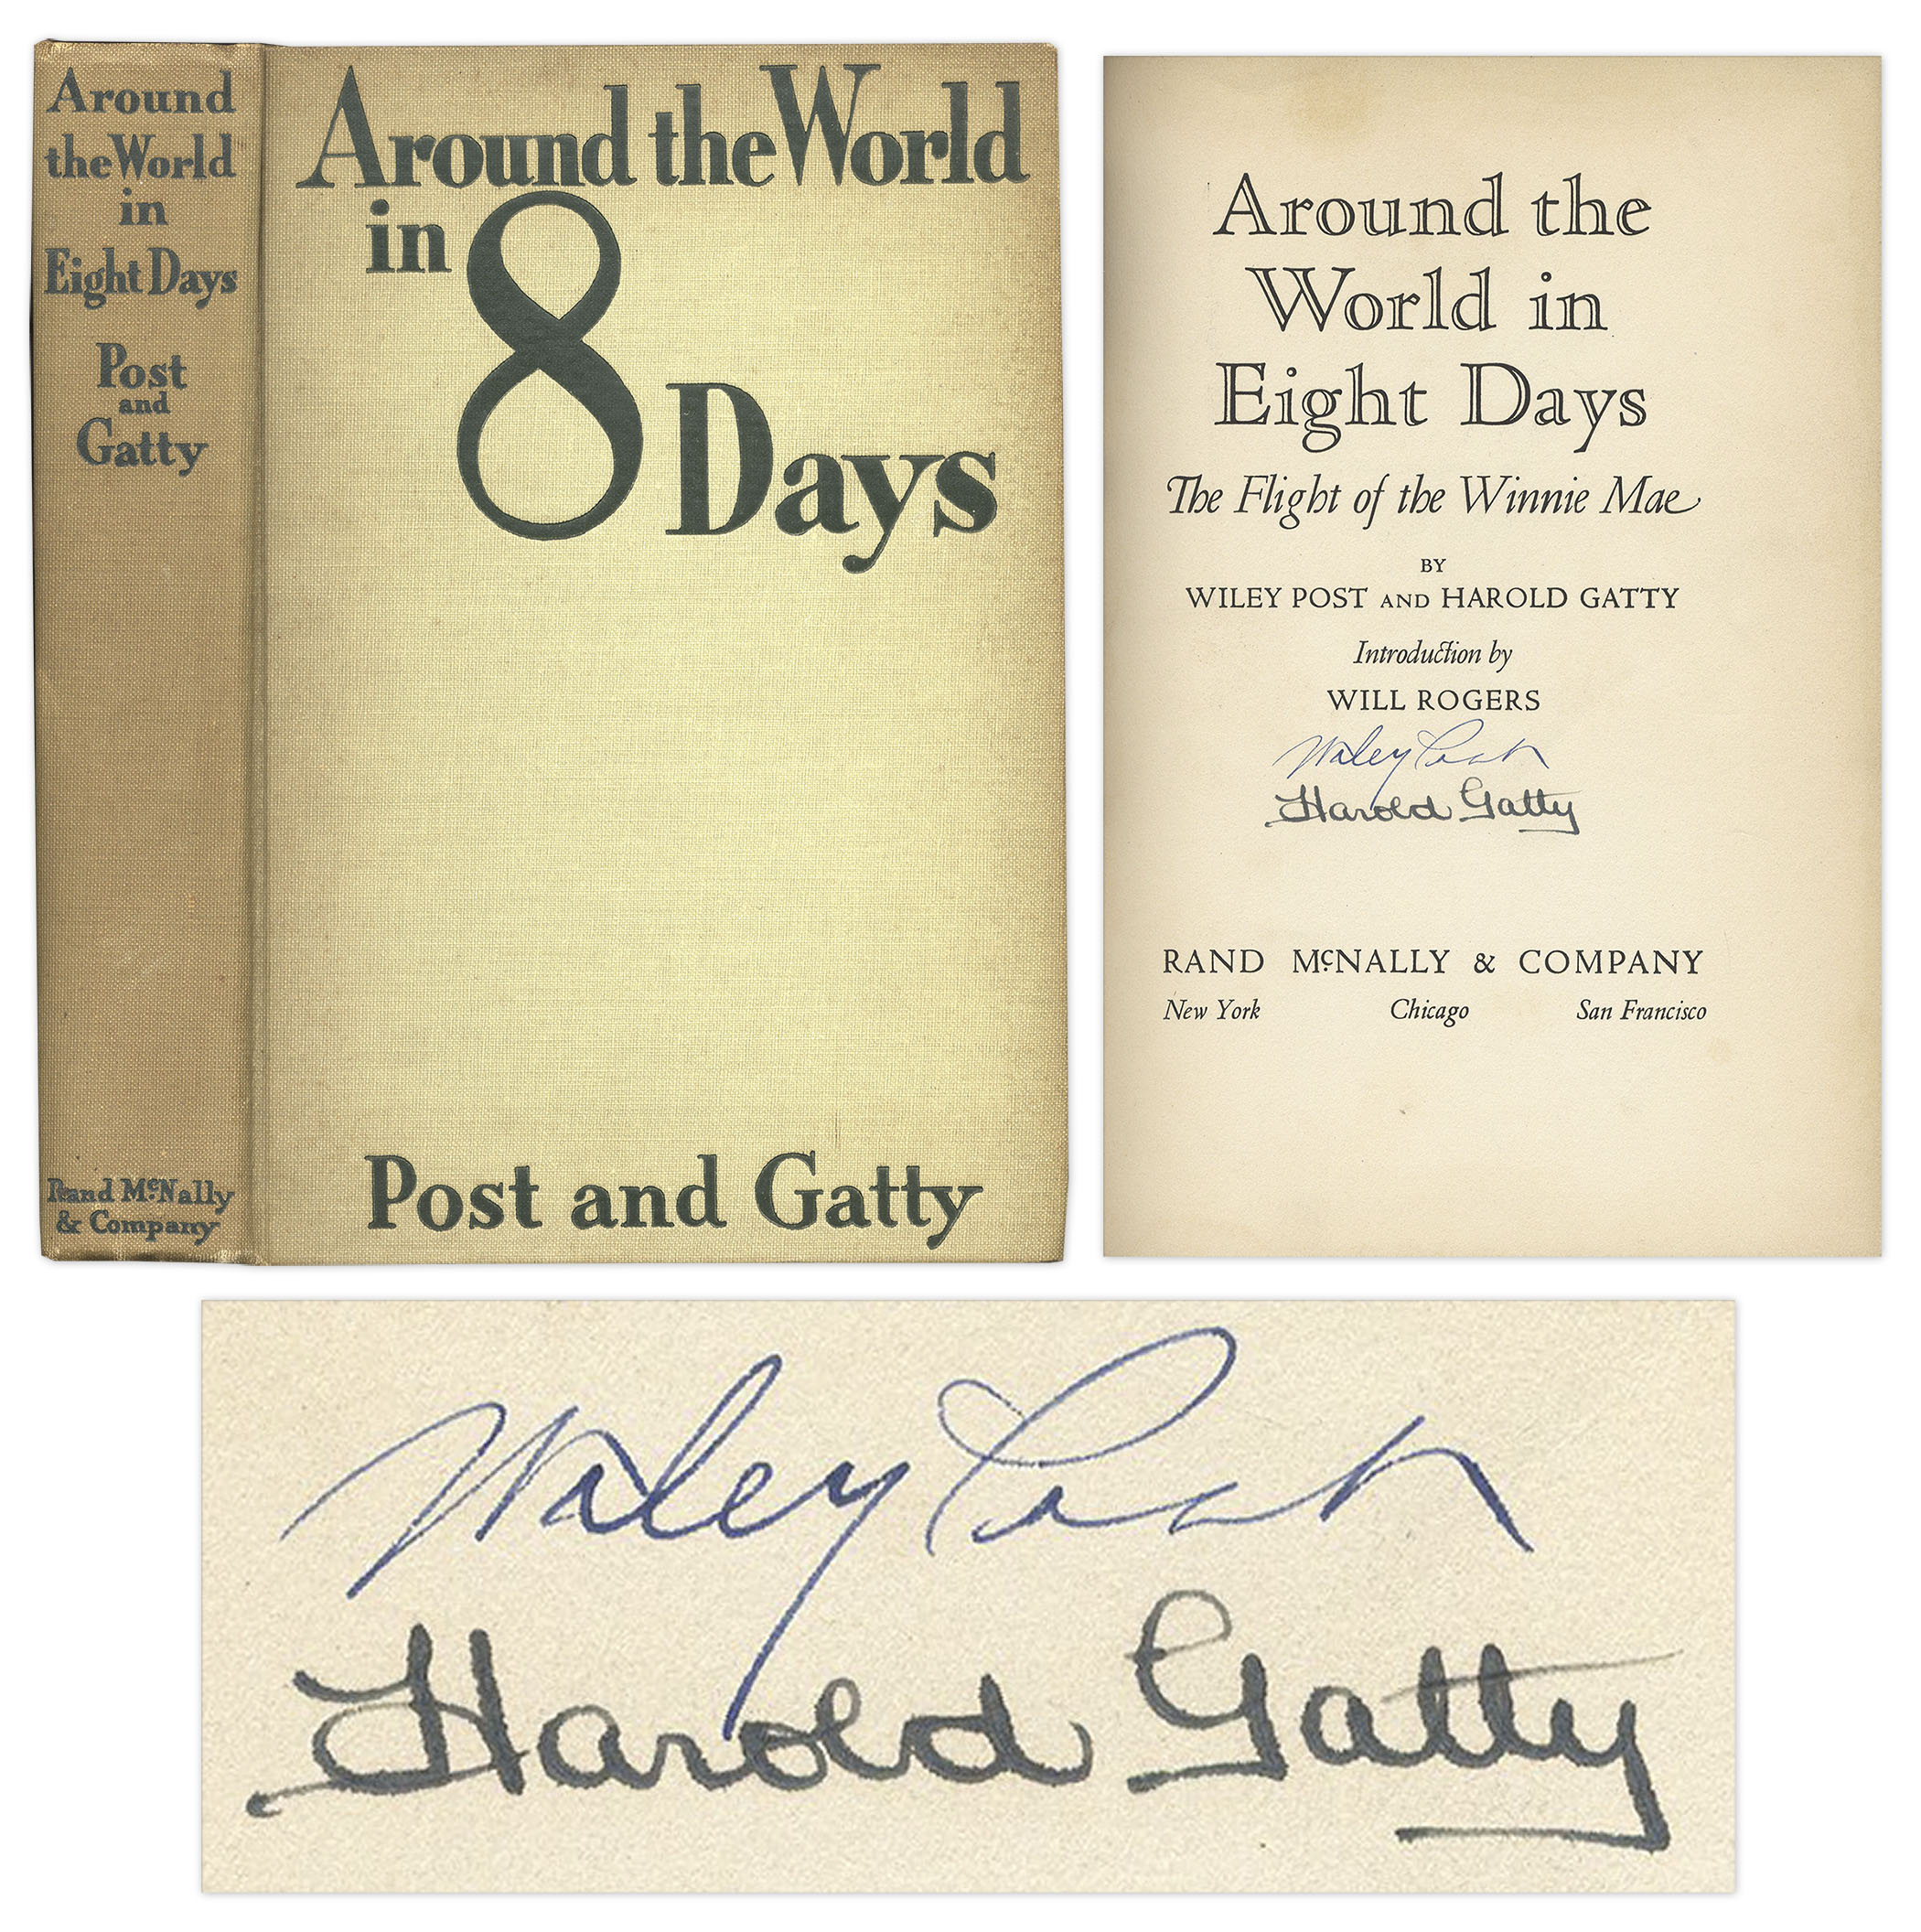 Around
the World
in
Eight Days
Post
and
Gatty
Rand McNally
& Company
Around the World
in 8
Days
Post and Gatty
Around the
World in
Eight Days
The Flight of the Winnie Mae
BY
WILEY POST AND HAROLD GATTY
Introduction by
WILL ROGERS
Wiley Post
Harold Gatty
RAND McNALLY & COMPANY
New York Chicago San Francisco
Wiley Post
Harold Gatty